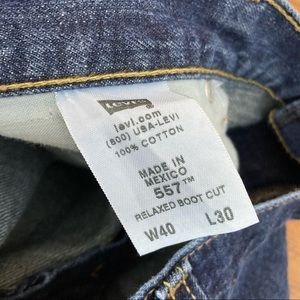 LEVI'S
levi.com
(800) USA-LEVI
100% COTTON
MADE IN
MEXICO
557™
RELAXED BOOT CUT
W40 L30